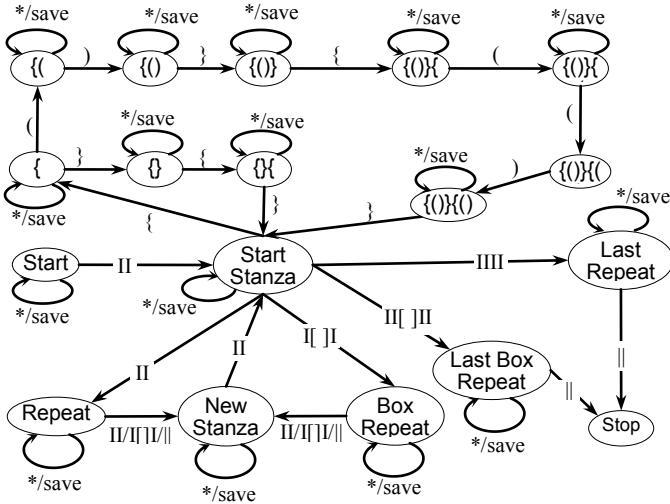 */save */save */save */save */save
{( ) {() } {()} { {()}{ ( {()}{
( */save */save */save (
{ } {} { }{ {()}{() ) {()}{(
*/save { } } */save
Start II Start Stanza IIII Last Repeat
*/save */save
II[ ]II
II II I[ ]I || Last Box Repeat ||
Repeat II/I[]I/|| New Stanza II/I[]I/|| Box Repeat Stop
*/save */save */save */save